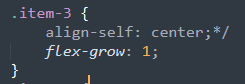 .item-3 {
    align-self: center;*/
    flex-grow: 1;
}